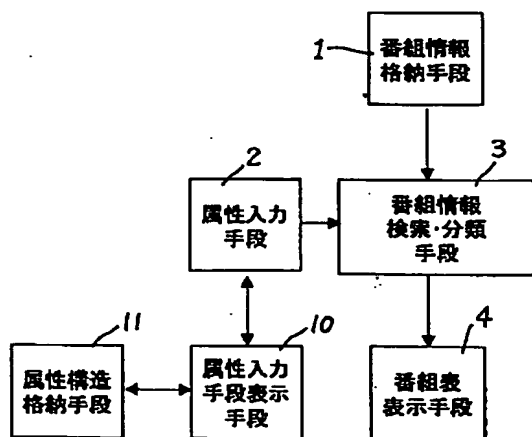 1
番組情報
格納手段
2
属性入力
手段
3
番組情報
検索・分類
手段
11
属性構造
格納手段
10
属性入力
手段表示
手段
4
番組表
表示手段